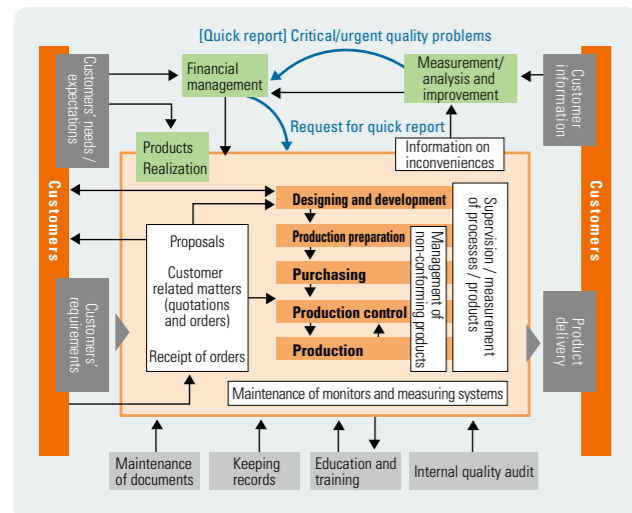 [Quick report] Critical/urgent quality problems
Customers' needs /
expectations
Financial
management
Measurement/
analysis and
improvement
Customer
information
Request for quick report
Products
Realization
Information on
inconveniences
Customers
Customers
Designing and development
Production preparation
Purchasing
Production control
Production
Management of
non-conforming products
Supervision / measurement
of processes / products
Proposals
Customer
related matters
(quotations
and orders)
Receipt of orders
Customers'
requirements
Product
delivery
Maintenance of monitors and measuring systems
Maintenance
of documents
Keeping
records
Education and
training
Internal quality audit